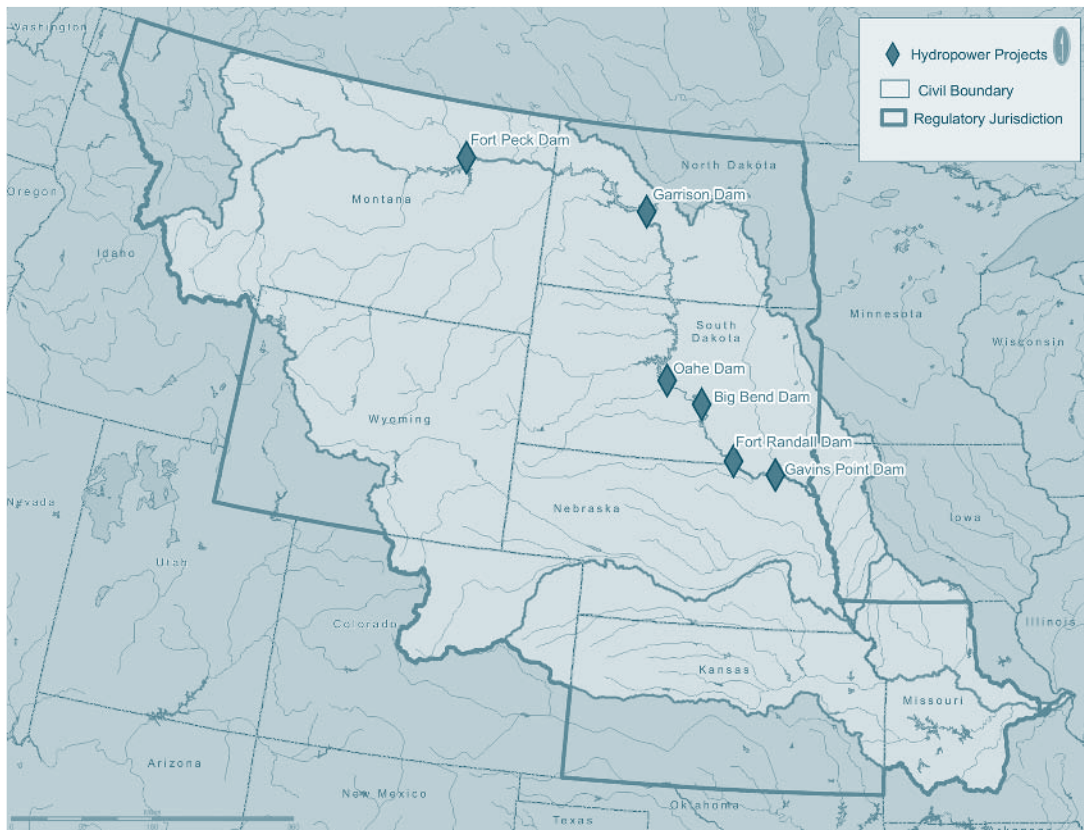 Washington
Hydropower Projects
Civil Boundary
Regulatory Jurisdiction
Fort Peck Dam
North Dakota
Oregon
Montana
Garrison Dam
Idaho
Minnesota
South
Dakota
Wisconsin
Oahe Dam
Big Bend Dam
Wyoming
Fort Randall Dam
Gavins Point Dam
Nevada
Nebraska
Iowa
Utah
Colorado
Illinois
Kansas
Missouri
Arizona
New Mexico
Oklahoma
Texas